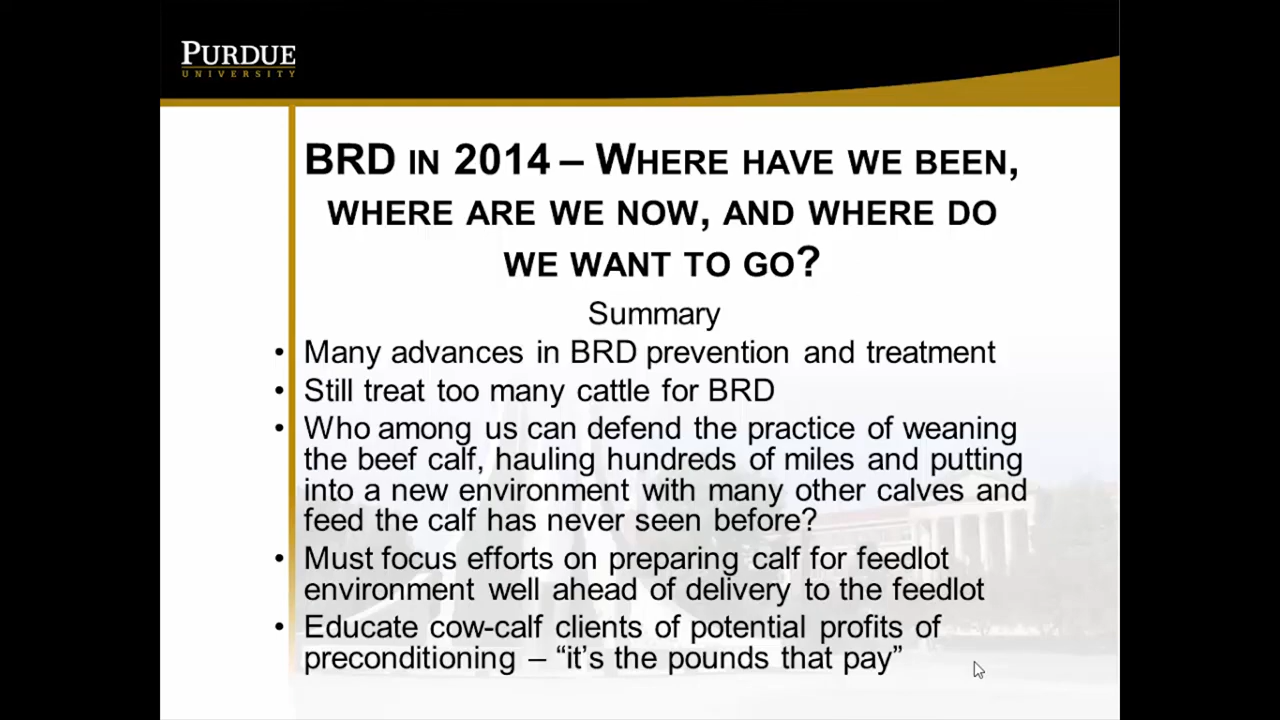 PURDUE
UNIVERSITY
BRD IN 2014 – WHERE HAVE WE BEEN,
WHERE ARE WE NOW, AND WHERE DO
WE WANT TO GO?
Summary
• Many advances in BRD prevention and treatment
• Still treat too many cattle for BRD
• Who among us can defend the practice of weaning
the beef calf, hauling hundreds of miles and putting
into a new environment with many other calves and
feed the calf has never seen before?
• Must focus efforts on preparing calf for feedlot
environment well ahead of delivery to the feedlot
• Educate cow-calf clients of potential profits of
preconditioning – “it’s the pounds that pay”